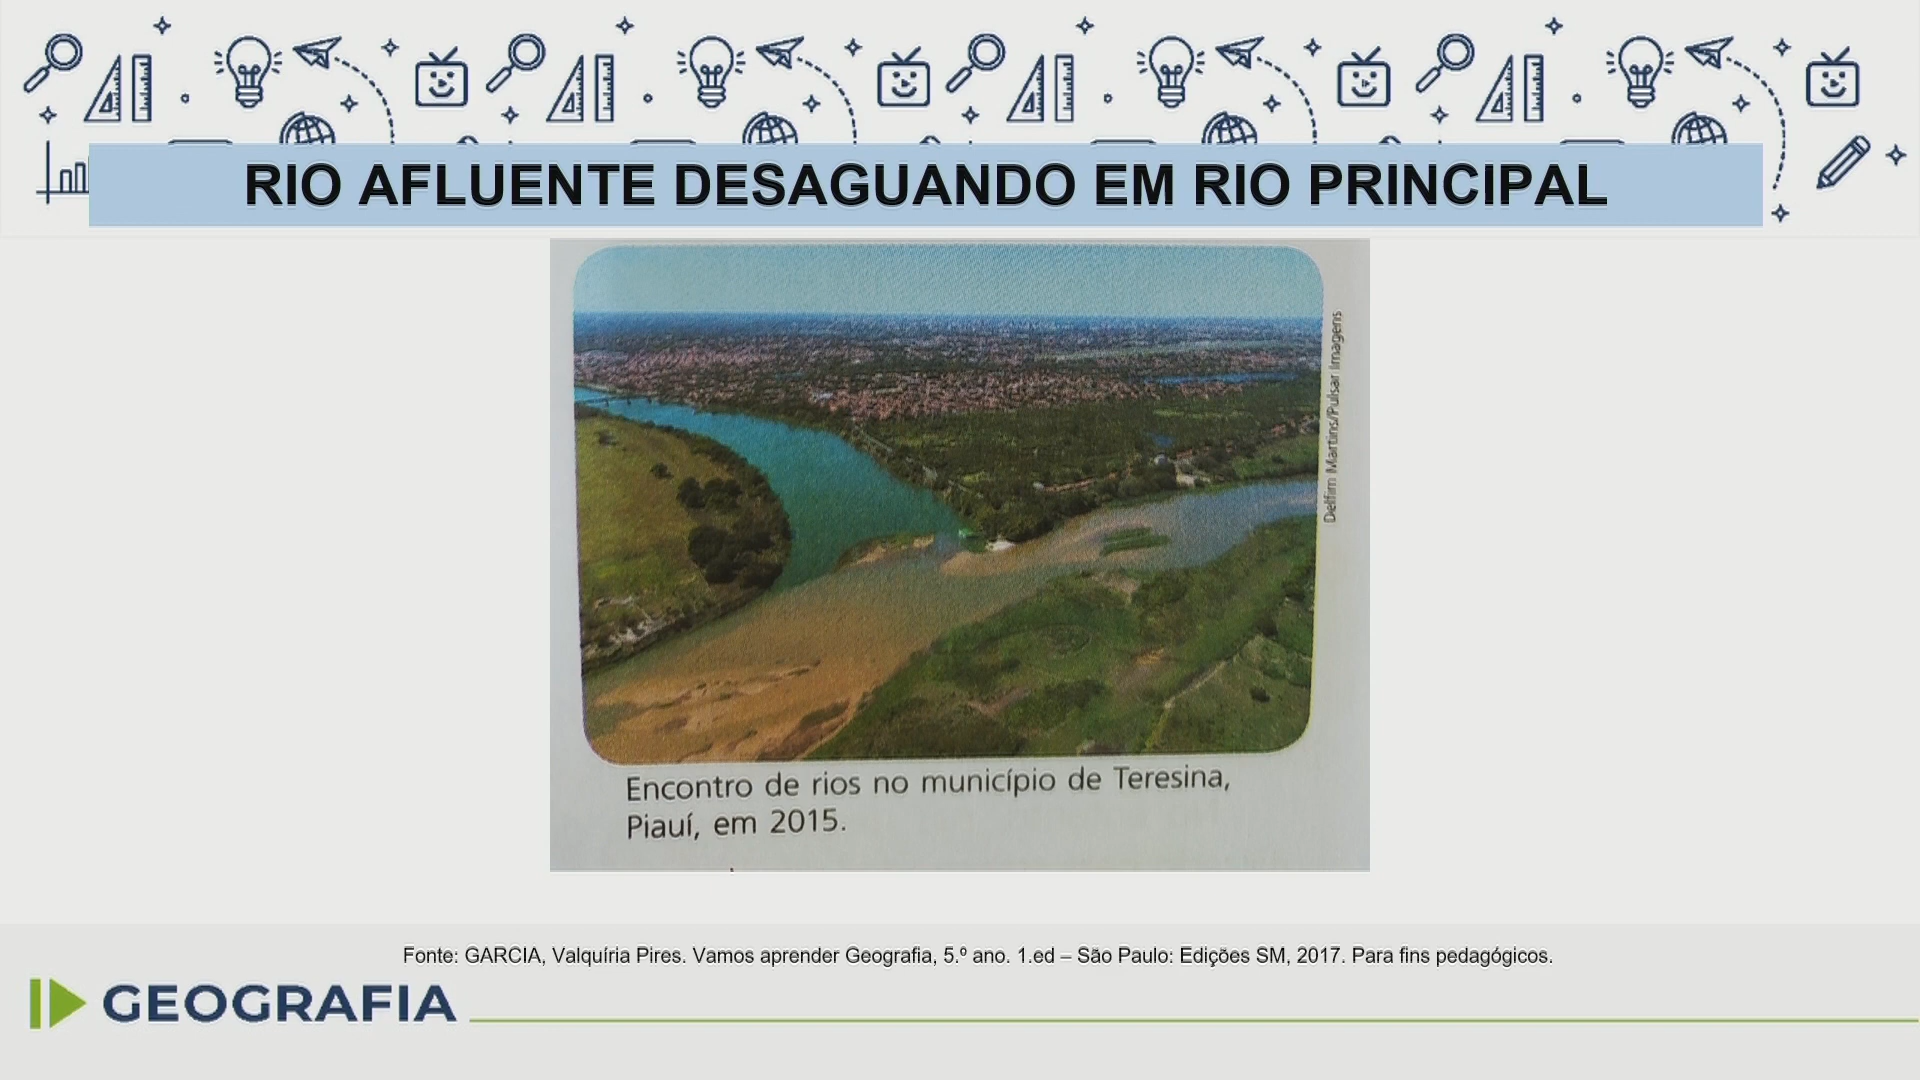 RIO AFLUENTE DESAGUANDO EM RIO PRINCIPAL
Delfim Martins/Pulsar Imagens
Encontro de rios no município de Teresina,
Piauí, em 2015.
Fonte: GARCIA, Valquíria Pires. Vamos aprender Geografia, 5.º ano. 1.ed – São Paulo: Edições SM, 2017. Para fins pedagógicos.
GEOGRAFIA